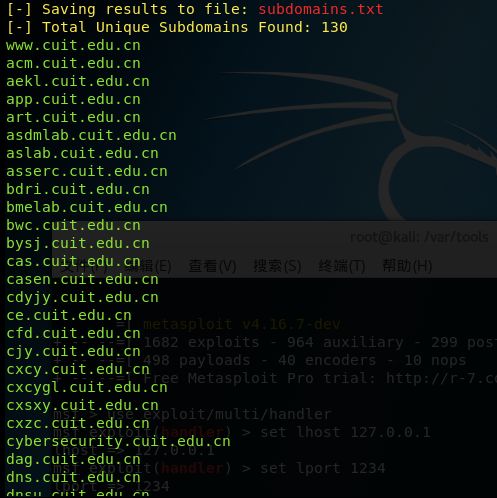 [-] Saving results to file: subdomains.txt
[-] Total Unique Subdomains Found: 130
www.cuit.edu.cn
acm.cuit.edu.cn
aekl.cuit.edu.cn
app.cuit.edu.cn
art.cuit.edu.cn
asdmlab.cuit.edu.cn
aslab.cuit.edu.cn
asserc.cuit.edu.cn
bdri.cuit.edu.cn
bmelab.cuit.edu.cn
bwc.cuit.edu.cn
bysj.cuit.edu.cn
cas.cuit.edu.cn
casen.cuit.edu.cn
cdyjy.cuit.edu.cn
ce.cuit.edu.cn
cfd.cuit.edu.cn
cjy.cuit.edu.cn
cxcy.cuit.edu.cn
cxcygl.cuit.edu.cn
cxsxy.cuit.edu.cn
cxzc.cuit.edu.cn
cybersecurity.cuit.edu.cn
dag.cuit.edu.cn
dns.cuit.edu.cn
dnsu.cuit.edu.cn
root@kali: /var/tools
文件(F) 编辑(E) 查看(V) 搜索(S) 终端(T) 帮助(H)
=[ metasploit v4.16.7-dev
+ -- --=[ 1682 exploits - 964 auxiliary - 299 post
+ -- --=[ 498 payloads - 40 encoders - 10 nops
+ -- --=[ Free Metasploit Pro trial: http://r-7.co
msf > use exploit/multi/handler
msf exploit(handler) > set lhost 127.0.0.1
lhost => 127.0.0.1
msf exploit(handler) > set lport 1234
lport => 1234